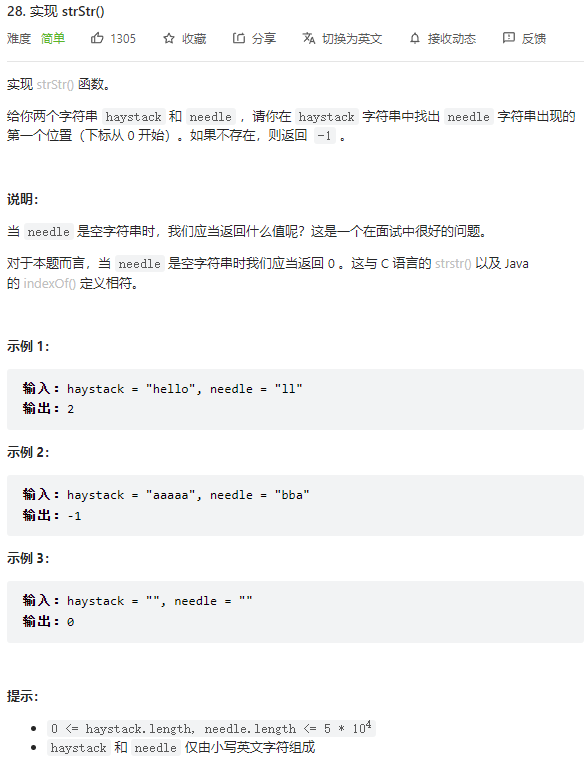 28. 实现 strStr()
难度 简单 1305 收藏 分享 切换为英文 接收动态 反馈
实现 strStr() 函数。
给你两个字符串 haystack 和 needle ，请你在 haystack 字符串中找出 needle 字符串出现的
第一个位置（下标从 0 开始）。如果不存在，则返回 -1 。
说明：
当 needle 是空字符串时，我们应当返回什么值呢？这是一个在面试中很好的问题。
对于本题而言，当 needle 是空字符串时我们应当返回 0 。这与 C 语言的 strstr() 以及 Java
的 indexOf() 定义相符。
示例 1：
输入：haystack = "hello", needle = "ll"
输出：2
示例 2：
输入：haystack = "aaaaa", needle = "bba"
输出：-1
示例 3：
输入：haystack = "", needle = ""
输出：0
提示：
• 0 <= haystack.length, needle.length <= 5 * 10⁴
• haystack 和 needle 仅由小写英文字符组成